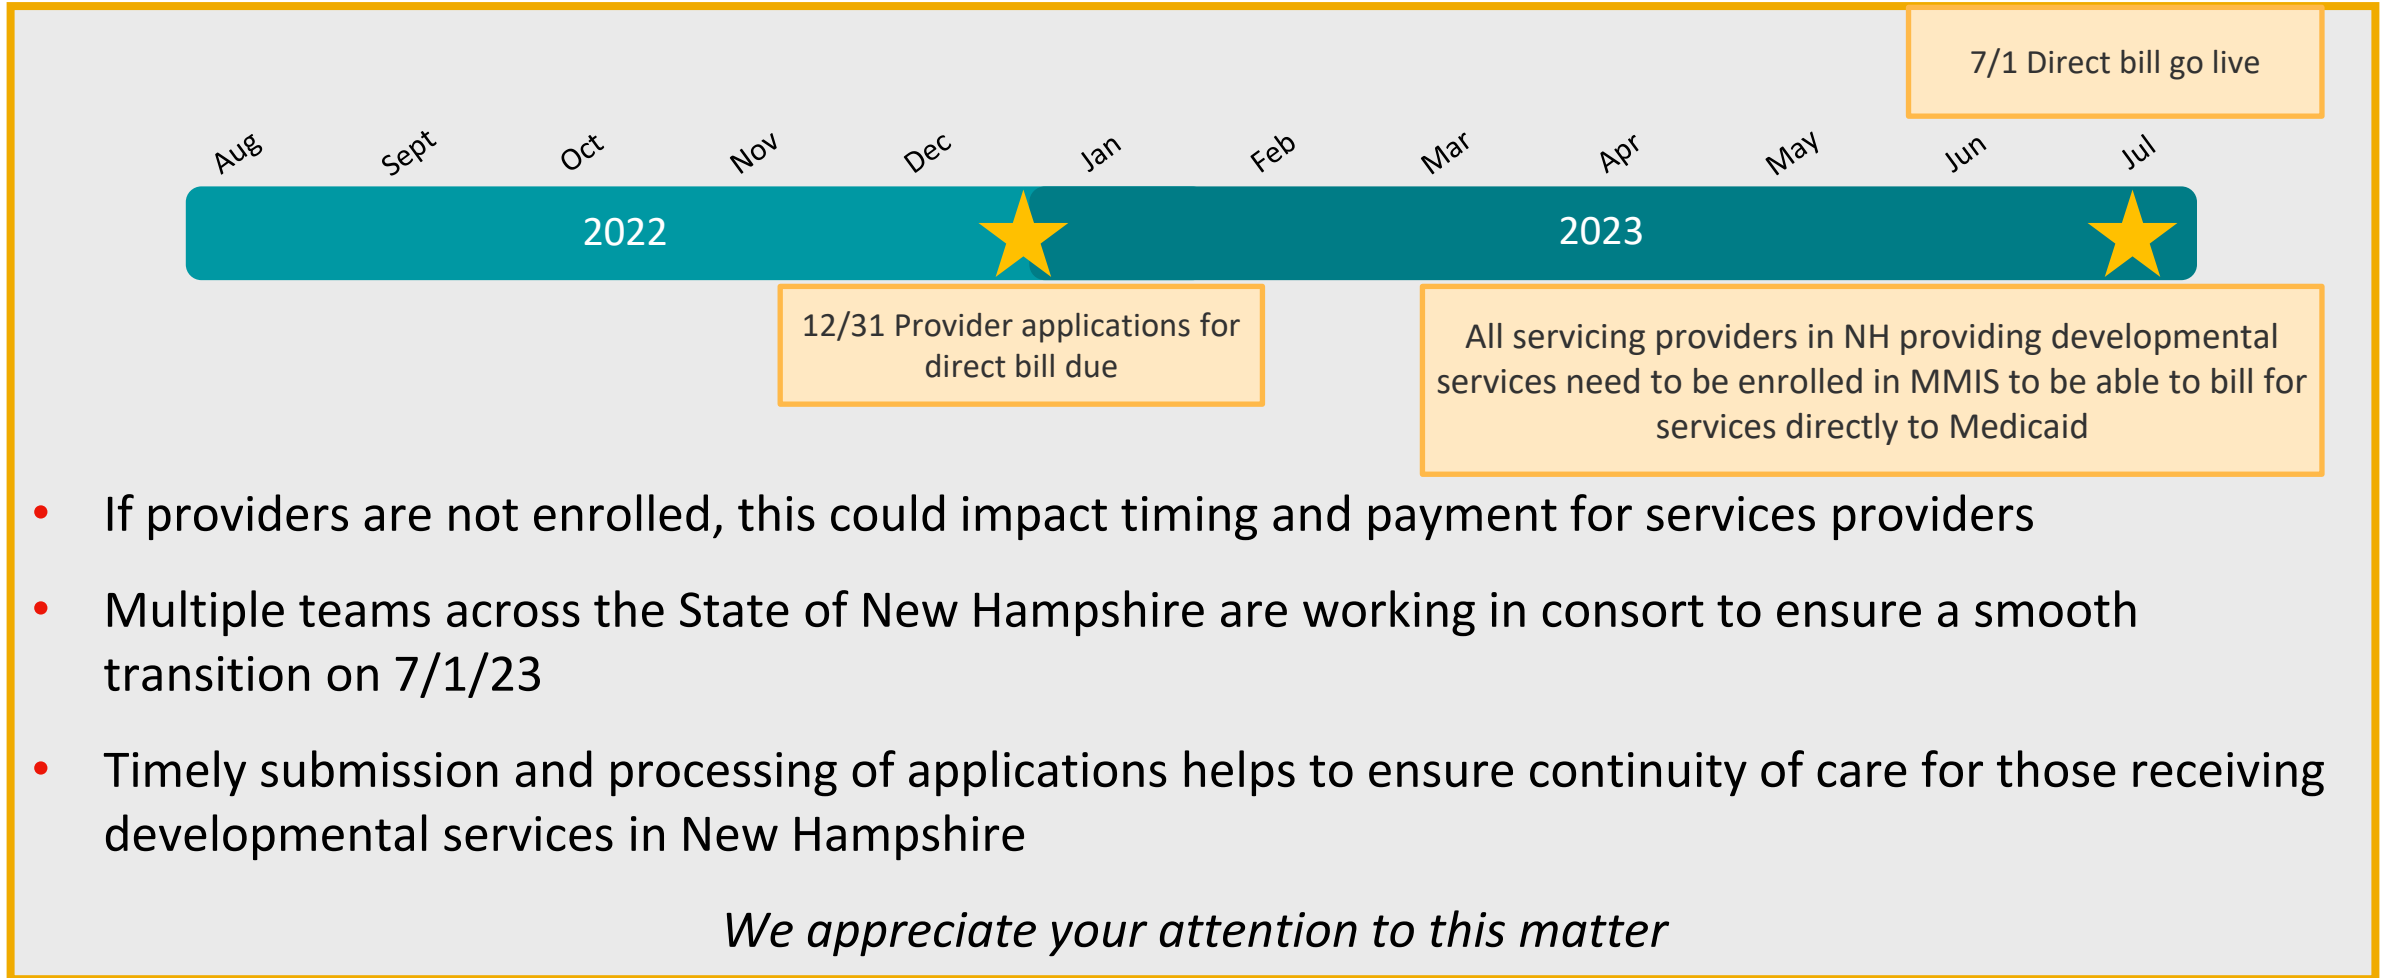 7/1 Direct bill go live
Aug Sept Oct Nov Dec Jan Feb Mar Apr May Jun Jul
2022 2023
12/31 Provider applications for
direct bill due
All servicing providers in NH providing developmental
services need to be enrolled in MMIS to be able to bill for
services directly to Medicaid
• If providers are not enrolled, this could impact timing and payment for services providers
• Multiple teams across the State of New Hampshire are working in consort to ensure a smooth
transition on 7/1/23
• Timely submission and processing of applications helps to ensure continuity of care for those receiving
developmental services in New Hampshire
We appreciate your attention to this matter